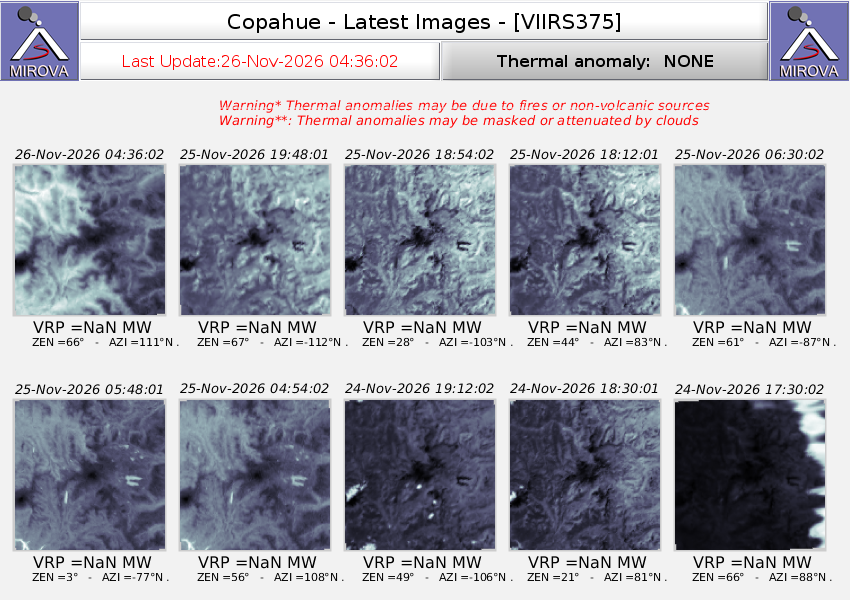 Copahue - Latest Images - [VIIRS375]
MIROVA
Last Update:26-Nov-2026 04:36:02
Thermal anomaly: NONE
MIROVA
Warning* Thermal anomalies may be due to fires or non-volcanic sources
Warning**: Thermal anomalies may be masked or attenuated by clouds
26-Nov-2026 04:36:02 25-Nov-2026 19:48:01 25-Nov-2026 18:54:02 25-Nov-2026 18:12:01 25-Nov-2026 06:30:02
VRP =NaN MW VRP =NaN MW VRP =NaN MW VRP =NaN MW VRP =NaN MW
ZEN =66° - AZI =111°N . ZEN =67° - AZI =-112°N . ZEN =28° - AZI =-103°N . ZEN =44° - AZI =83°N . ZEN =61° - AZI =-87°N .
25-Nov-2026 05:48:01 25-Nov-2026 04:54:02 24-Nov-2026 19:12:02 24-Nov-2026 18:30:01 24-Nov-2026 17:30:02
VRP =NaN MW VRP =NaN MW VRP =NaN MW VRP =NaN MW VRP =NaN MW
ZEN =3° - AZI =-77°N . ZEN =56° - AZI =108°N . ZEN =49° - AZI =-106°N . ZEN =21° - AZI =81°N . ZEN =66° - AZI =88°N .